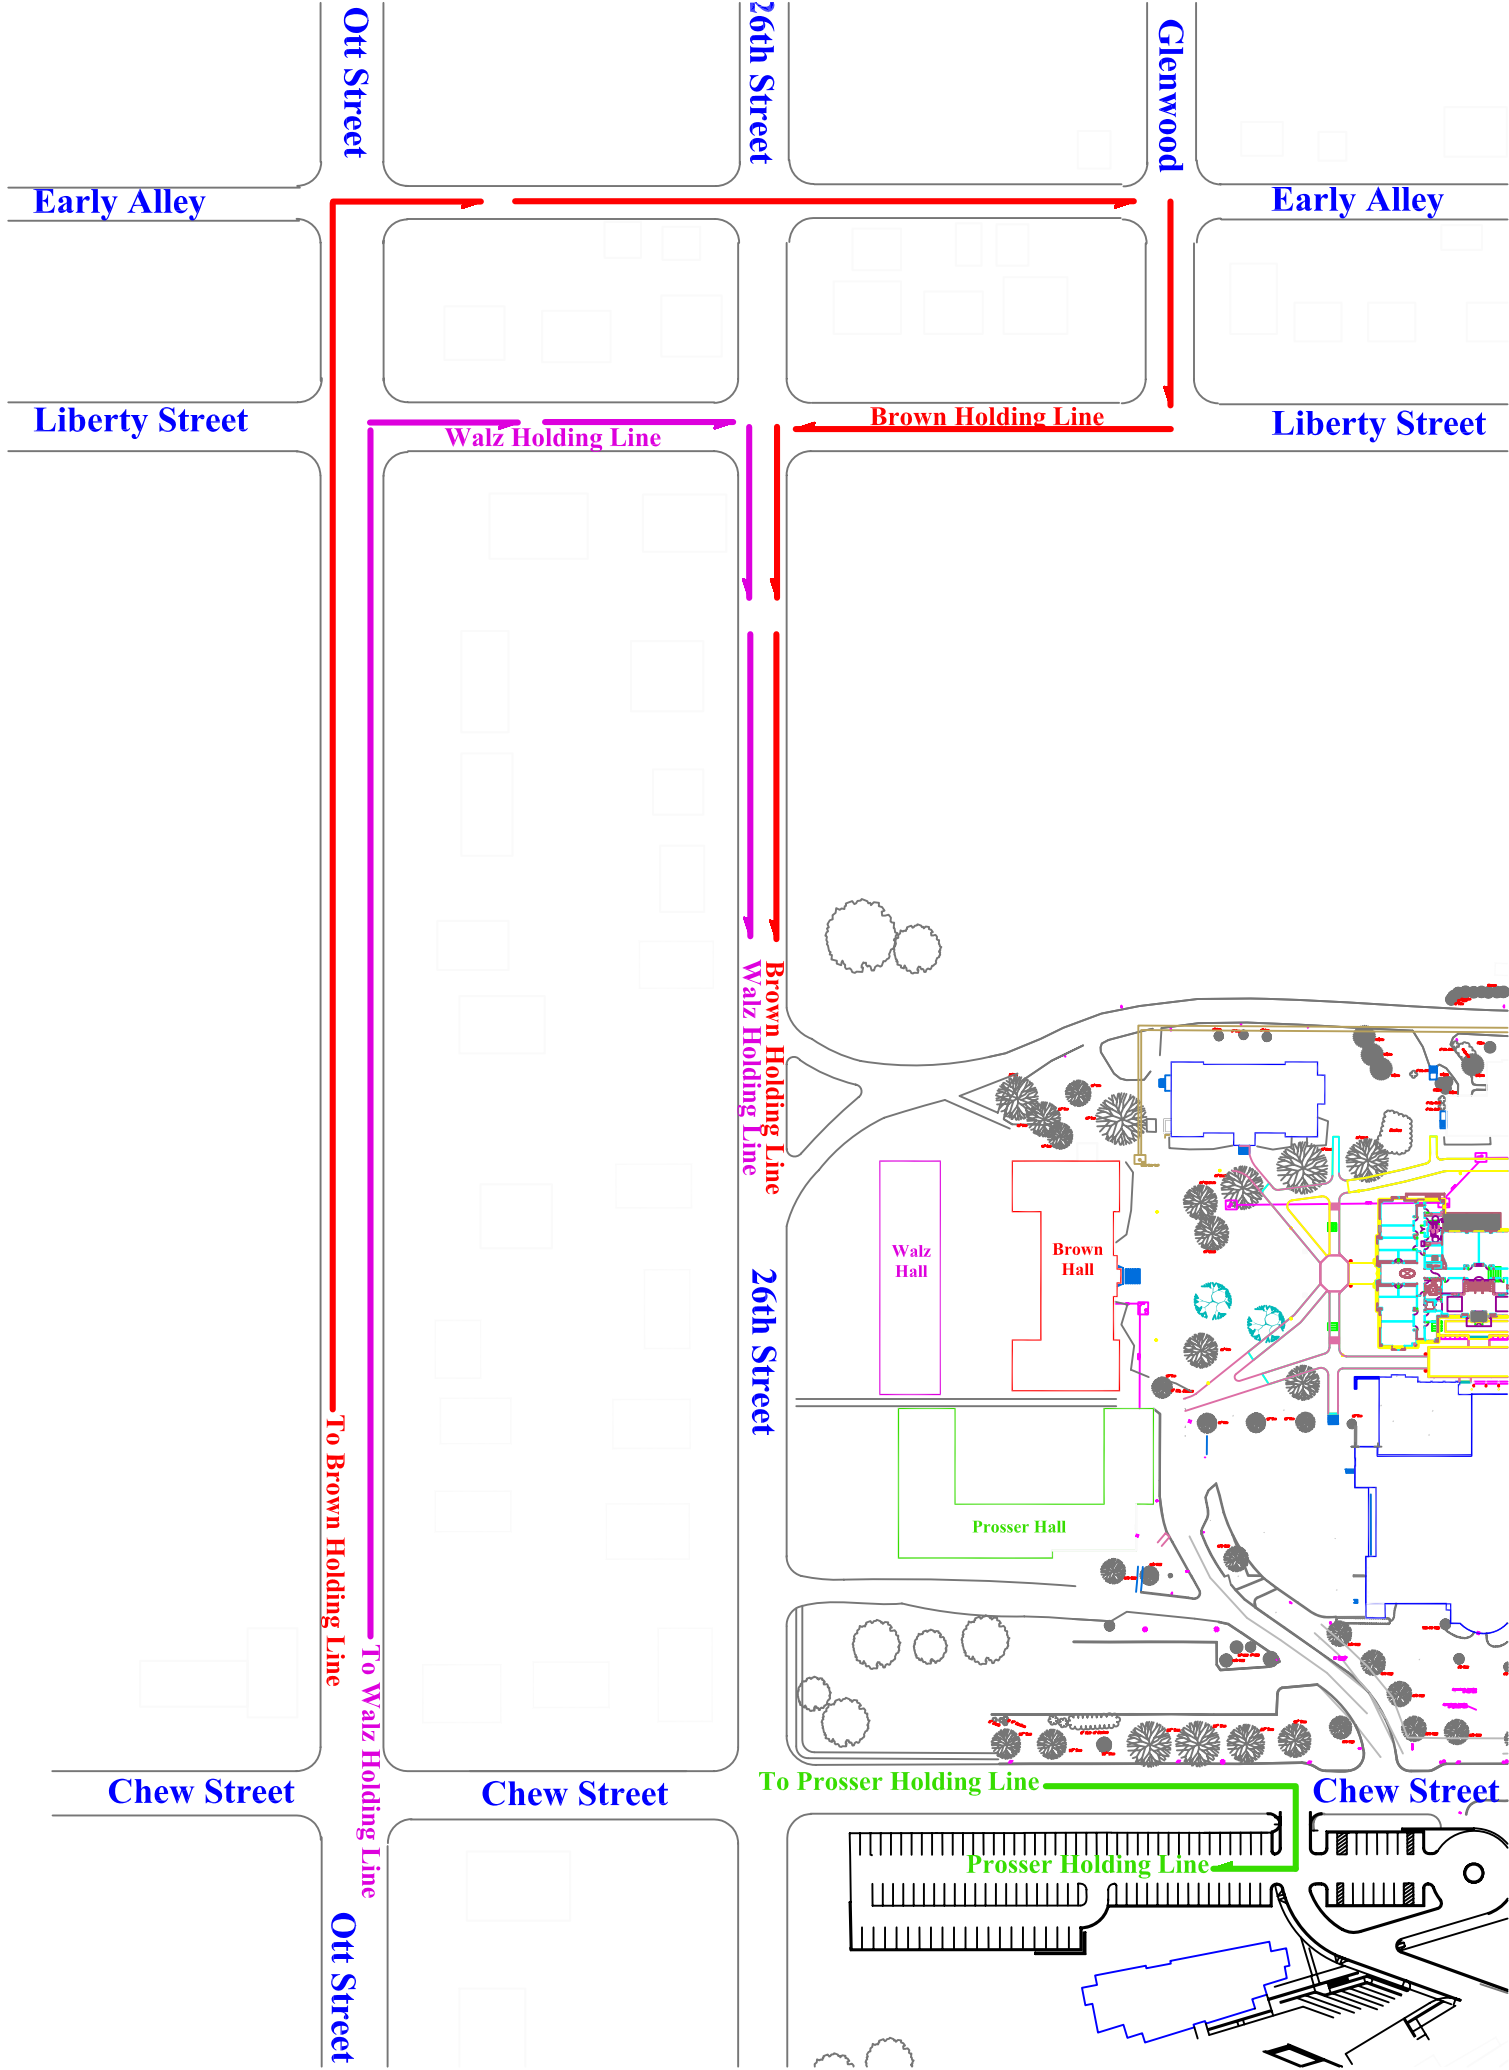 Ott Street
26th Street
Glenwood
Early Alley
Early Alley
Liberty Street
Brown Holding Line
Liberty Street
Walz Holding Line
Brown Holding Line
Walz Holding Line
Walz
Hall
Brown
Hall
26th Street
To Brown Holding Line
Prosser Hall
To Walz Holding Line
Chew Street
Chew Street
To Prosser Holding Line
Chew Street
Prosser Holding Line
Ott Street